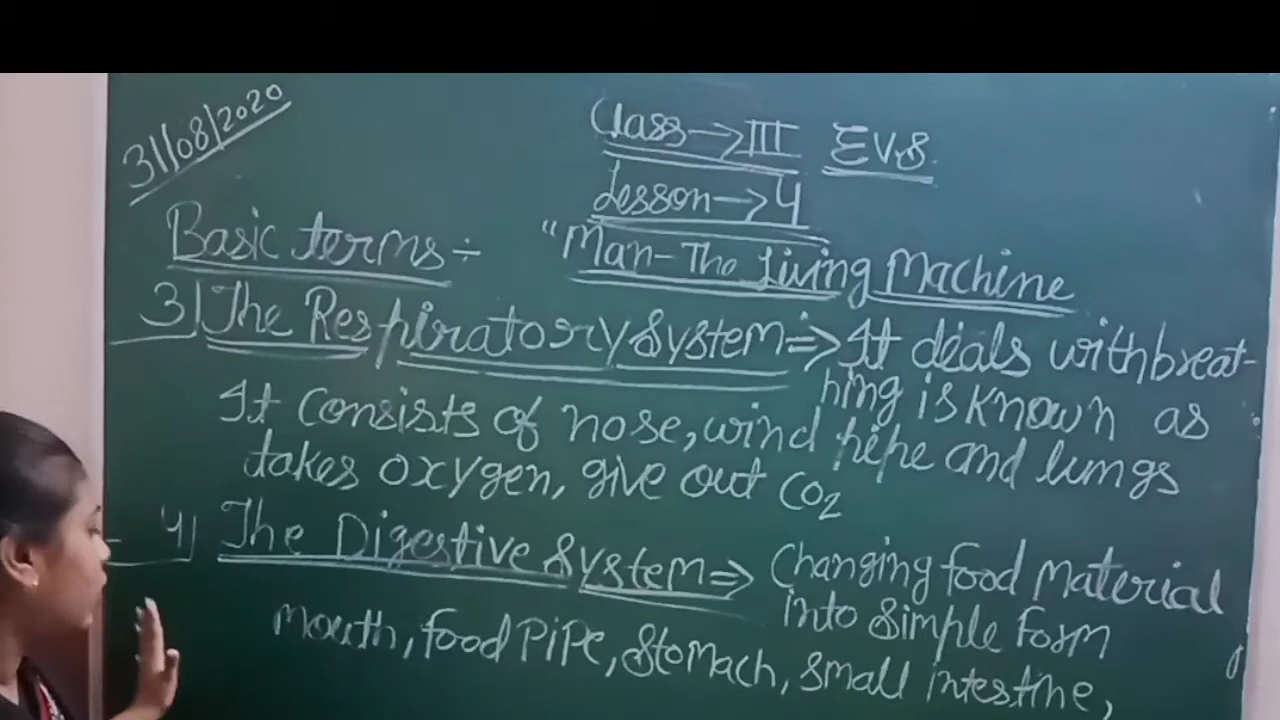 31/08/2020
Class→III EVS
Lesson→4
Basic terms÷
"Man-The Living Machine
3) The Respiratory System⇒ It deals with breat-
hing is known as
It consists of nose, wind pipe and lungs
takes oxygen, give out CO2
4) The Digestive System⇒ Changing food material
into simple form
mouth, food pipe, stomach, small intestine,